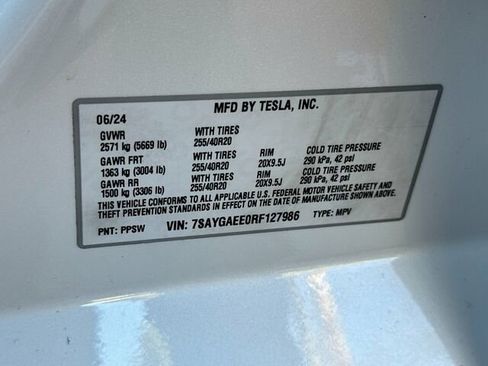 MFD BY TESLA, INC.
06/24
GVWR WITH TIRES
2571 kg (5669 lb) 255/40R20
GAWR FRT WITH TIRES RIM COLD TIRE PRESSURE
1363 kg (3004 lb) 255/40R20 20X9.5J 290 kPa, 42 psi
GAWR RR WITH TIRES RIM COLD TIRE PRESSURE
1500 kg (3306 lb) 255/40R20 20X9.5J 290 kPa, 42 psi
THIS VEHICLE CONFORMS TO ALL APPLICABLE U.S. FEDERAL MOTOR VEHICLE SAFETY AND
THEFT PREVENTION STANDARDS IN EFFECT ON THE DATE OF MANUFACTURE SHOWN ABOVE.
PNT: PPSW VIN: 7SAYGAEE0RF127986 TYPE: MPV